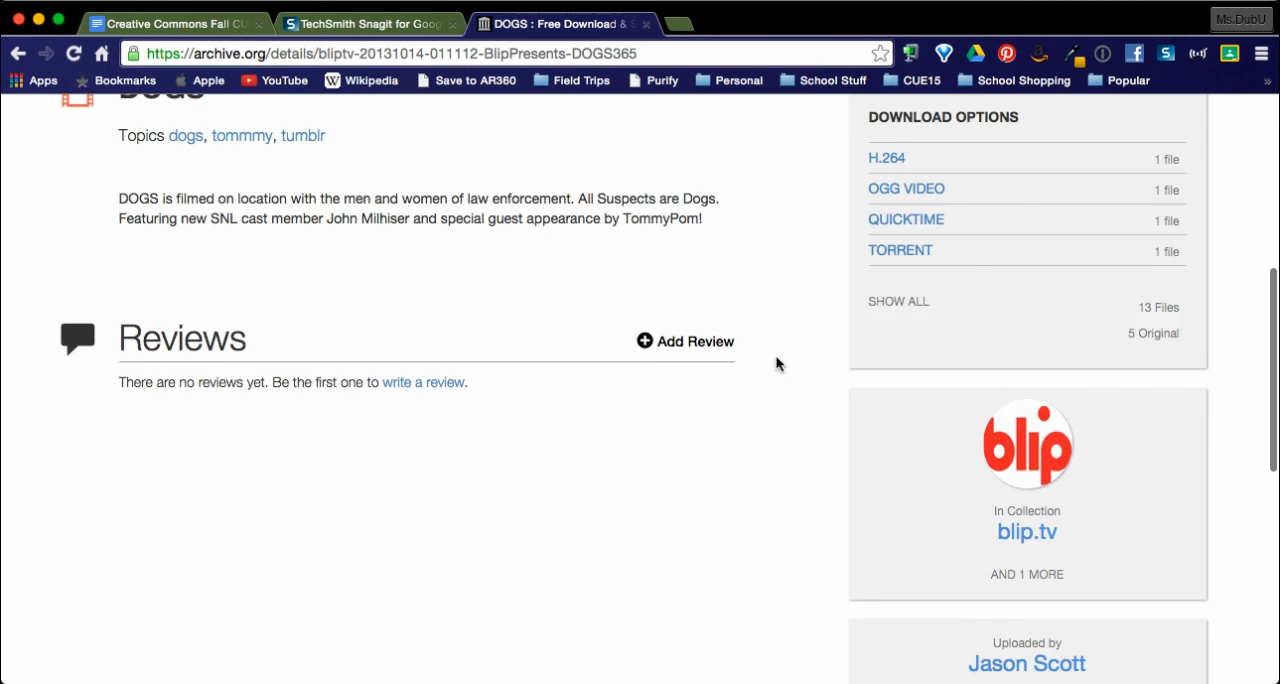 Creative Commons Fall CU
TechSmith Snagit for Goog
DOGS : Free Download & S
Ms.DubU
https://archive.org/details/bliptv-20131014-011112-BlipPresents-DOGS365
Apps
Bookmarks
Apple
YouTube
Wikipedia
Save to AR360
Field Trips
Purify
Personal
School Stuff
CUE15
School Shopping
Popular
»
Dogs
Topics dogs, tommmy, tumblr
DOGS is filmed on location with the men and women of law enforcement. All Suspects are Dogs.
Featuring new SNL cast member John Milhiser and special guest appearance by TommyPom!
Reviews
Add Review
There are no reviews yet. Be the first one to write a review.
DOWNLOAD OPTIONS
H.264 1 file
OGG VIDEO 1 file
QUICKTIME 1 file
TORRENT 1 file
SHOW ALL 13 Files
5 Original
blip
In Collection
blip.tv
AND 1 MORE
Uploaded by
Jason Scott